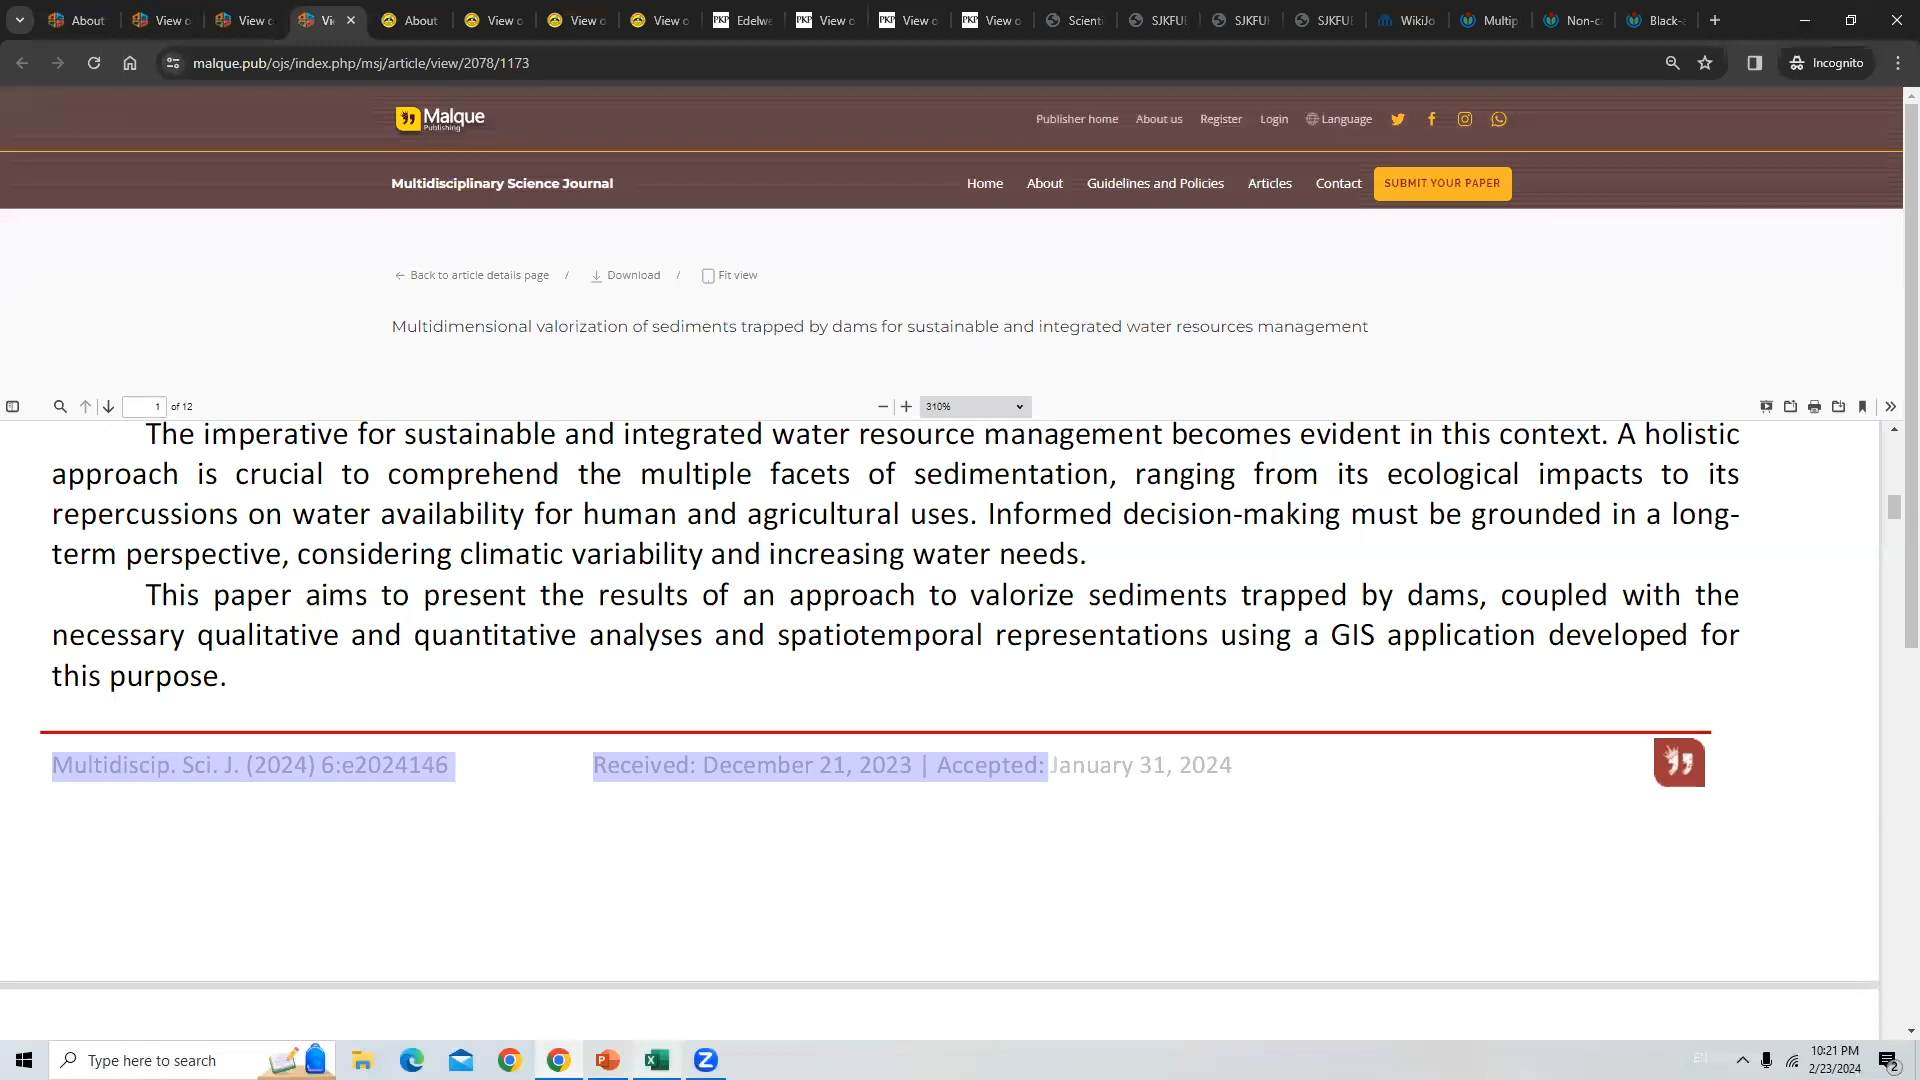 About
View o
View o
Vi
About
View o
View o
View o
PKP Edelwe
PKP View o
PKP View o
PKP View o
Scienti
SJKFU
SJKFU
SJKFU
WikiJo
Multip
Non-c
Black-
malque.pub/ojs/index.php/msj/article/view/2078/1173
Incognito
Malque
Publishing
Publisher home About us Register Login Language
Multidisciplinary Science Journal
Home About Guidelines and Policies Articles Contact SUBMIT YOUR PAPER
Back to article details page / Download / Fit view
Multidimensional valorization of sediments trapped by dams for sustainable and integrated water resources management
1 of 12
310%
The imperative for sustainable and integrated water resource management becomes evident in this context. A holistic
approach is crucial to comprehend the multiple facets of sedimentation, ranging from its ecological impacts to its
repercussions on water availability for human and agricultural uses. Informed decision-making must be grounded in a long-
term perspective, considering climatic variability and increasing water needs.
This paper aims to present the results of an approach to valorize sediments trapped by dams, coupled with the
necessary qualitative and quantitative analyses and spatiotemporal representations using a GIS application developed for
this purpose.
Multidiscip. Sci. J. (2024) 6:e2024146 Received: December 21, 2023 | Accepted: January 31, 2024
Type here to search
EN
10:21 PM
2/23/2024
2